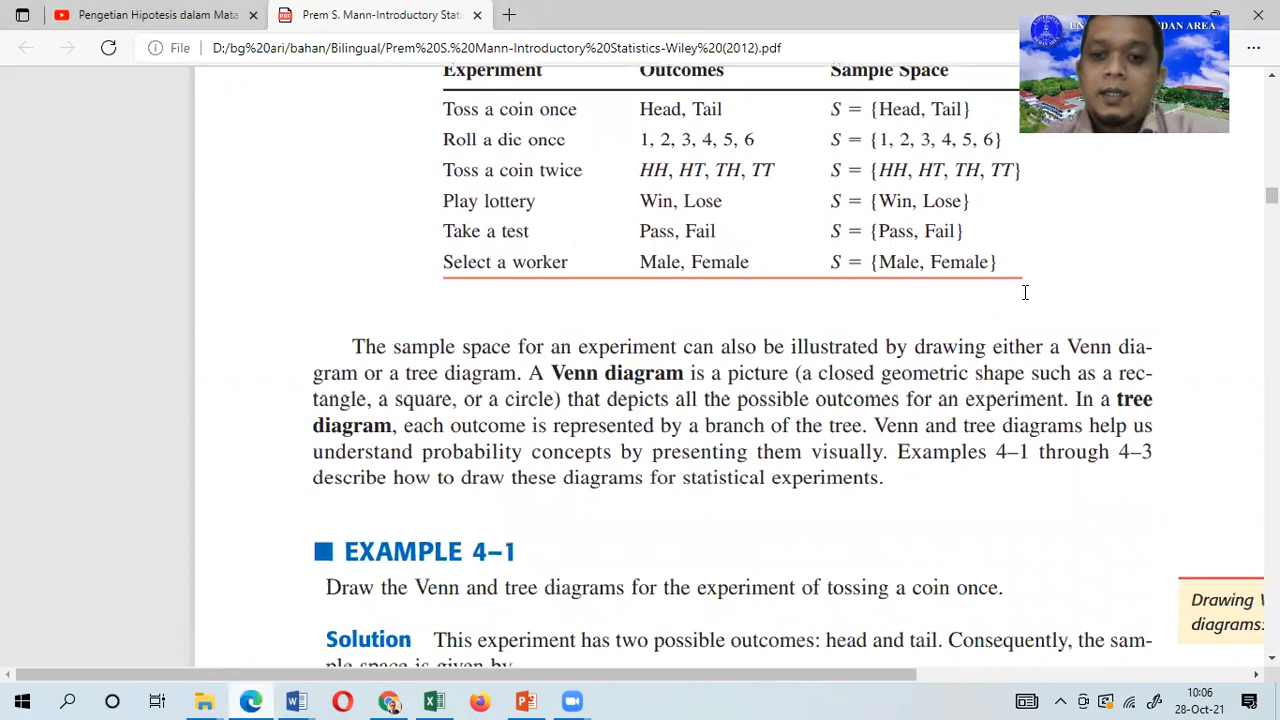 Pengetian Hipotesis dalam Mata
Prem S. Mann-Introductory Statist
File
D:/bg%20ari/bahan/Bilingual/Prem%20S.%20Mann-Introductory%20Statistics-Wiley%20(2012).pdf
Experiment Outcomes Sample Space
Toss a coin once Head, Tail S = {Head, Tail}
Roll a die once 1, 2, 3, 4, 5, 6 S = {1, 2, 3, 4, 5, 6}
Toss a coin twice HH, HT, TH, TT S = {HH, HT, TH, TT}
Play lottery Win, Lose S = {Win, Lose}
Take a test Pass, Fail S = {Pass, Fail}
Select a worker Male, Female S = {Male, Female}
The sample space for an experiment can also be illustrated by drawing either a Venn dia-
gram or a tree diagram. A Venn diagram is a picture (a closed geometric shape such as a rec-
tangle, a square, or a circle) that depicts all the possible outcomes for an experiment. In a tree
diagram, each outcome is represented by a branch of the tree. Venn and tree diagrams help us
understand probability concepts by presenting them visually. Examples 4–1 through 4–3
describe how to draw these diagrams for statistical experiments.
EXAMPLE 4–1
Draw the Venn and tree diagrams for the experiment of tossing a coin once.
Drawing
diagrams:
Solution This experiment has two possible outcomes: head and tail. Consequently, the sam-
ple space is given by
10:06
28-Oct-21